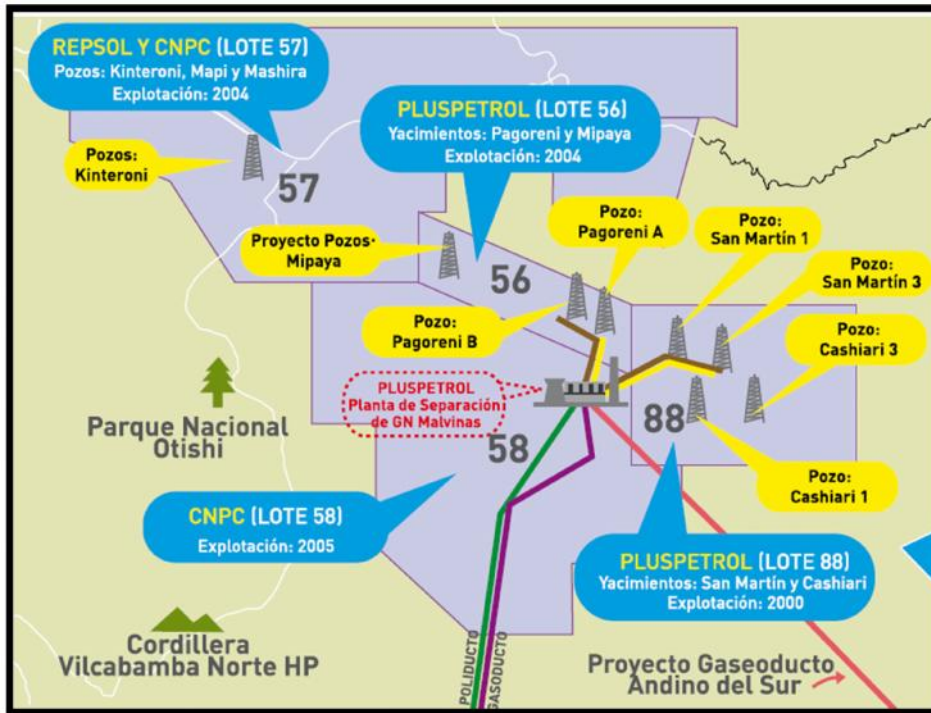 REPSOL Y CNPC (LOTE 57)
Pozos: Kinteroni, Mapi y Mashira
Explotación: 2004
PLUSPETROL (LOTE 56)
Yacimientos: Pagoreni y Mipaya
Explotación: 2004
Pozos:
Kinteroni
57
Proyecto Pozos·
Mipaya
56
Pozo:
Pagoreni A
Pozo:
San Martín 1
Pozo:
San Martín 3
Pozo:
Pagoreni B
Pozo:
Cashiari 3
PLUSPETROL
Planta de Separación
de GN Malvinas
Parque Nacional
Otishi
58
88
Pozo:
Cashiari 1
CNPC (LOTE 58)
Explotación: 2005
PLUSPETROL (LOTE 88)
Yacimientos: San Martín y Cashiari
Explotación: 2000
Cordillera
Vilcabamba Norte HP
POLIDUCTO
GASODUCTO
Proyecto Gaseoducto
Andino del Sur